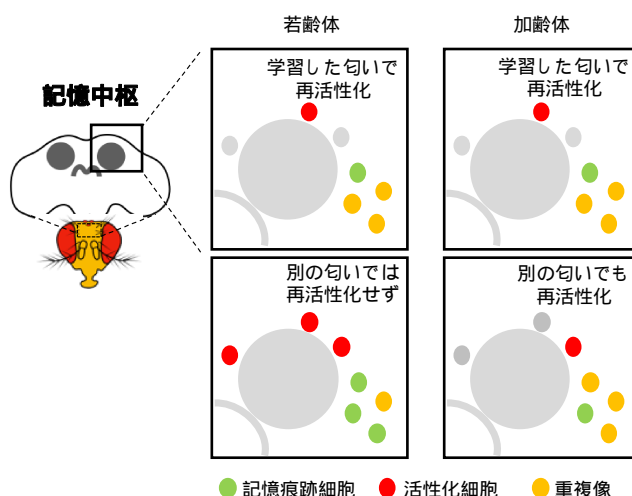 若齢体
加齢体
学習した匂いで
再活性化
学習した匂いで
再活性化
記憶中枢
別の匂いでは
再活性化せず
別の匂いでも
再活性化
記憶痕跡細胞
活性化細胞
重複像